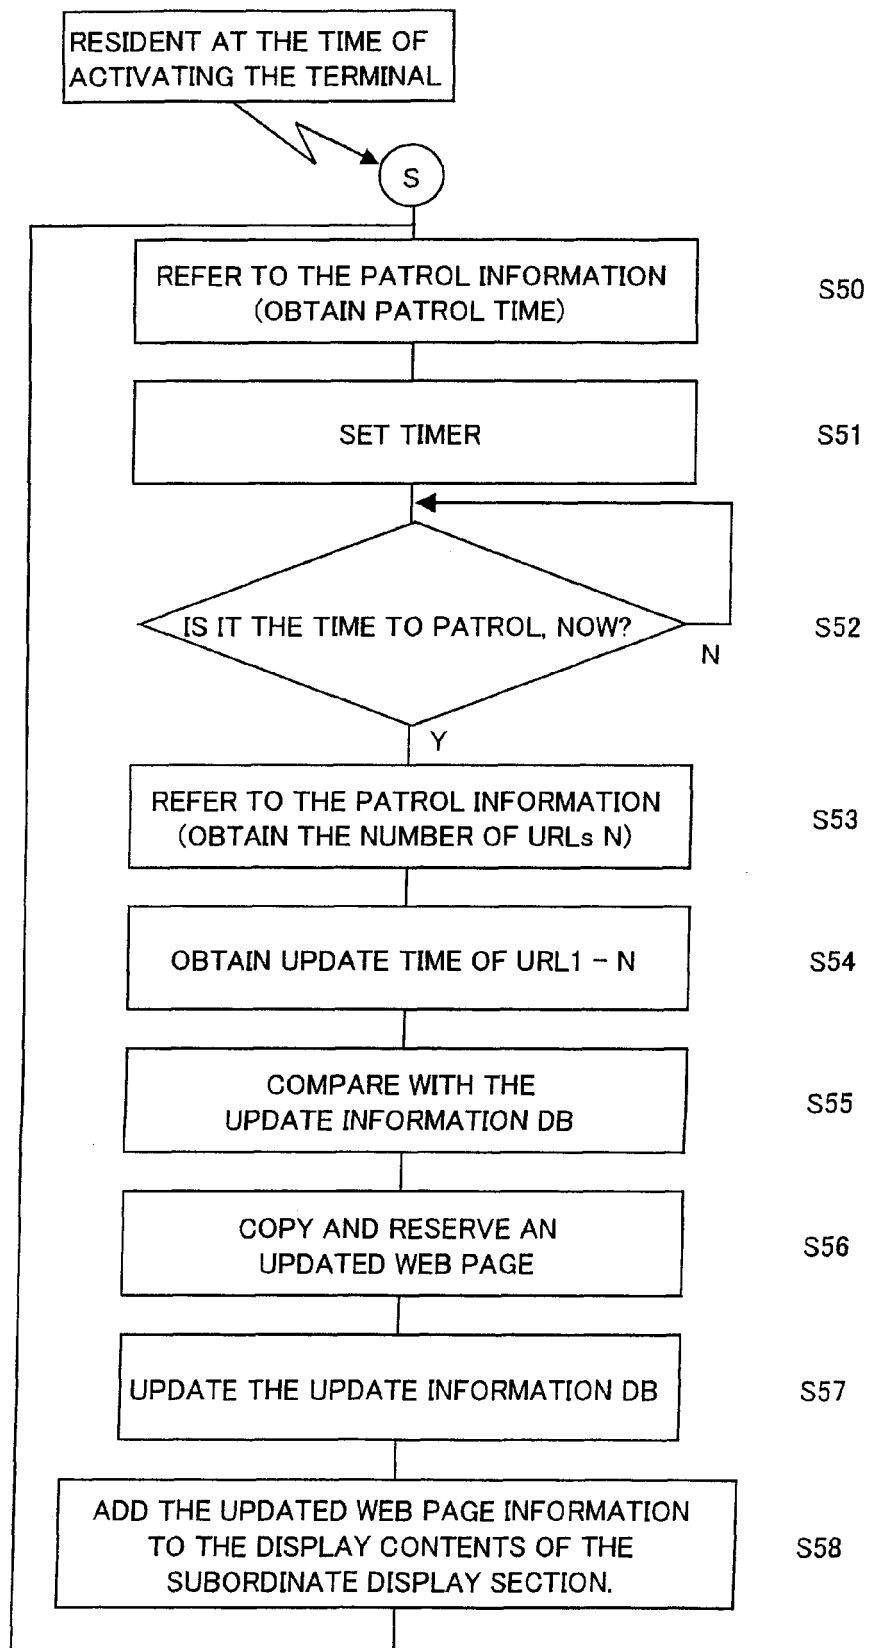 RESIDENT AT THE TIME OF
ACTIVATING THE TERMINAL
S
REFER TO THE PATROL INFORMATION
(OBTAIN PATROL TIME)
S50
SET TIMER
S51
IS IT THE TIME TO PATROL, NOW?
S52
N
Y
REFER TO THE PATROL INFORMATION
(OBTAIN THE NUMBER OF URLs N)
S53
OBTAIN UPDATE TIME OF URL1 – N
S54
COMPARE WITH THE
UPDATE INFORMATION DB
S55
COPY AND RESERVE AN
UPDATED WEB PAGE
S56
UPDATE THE UPDATE INFORMATION DB
S57
ADD THE UPDATED WEB PAGE INFORMATION
TO THE DISPLAY CONTENTS OF THE
SUBORDINATE DISPLAY SECTION.
S58